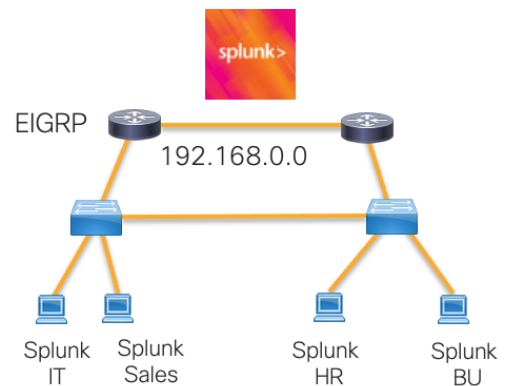 splunk>
EIGRP
192.168.0.0
Splunk
IT
Splunk
Sales
Splunk
HR
Splunk
BU